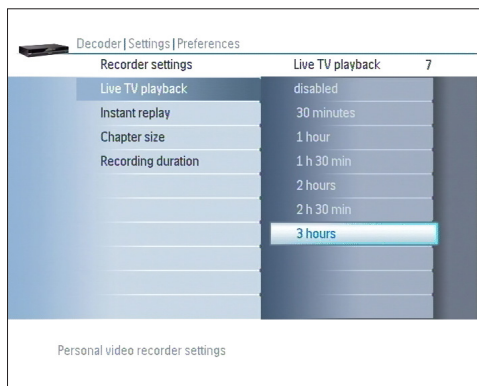 Decoder | Settings | Preferences
Recorder settings
Live TV playback 7
Live TV playback
disabled
Instant replay
30 minutes
Chapter size
1 hour
Recording duration
1 h 30 min
2 hours
2 h 30 min
3 hours
Personal video recorder settings